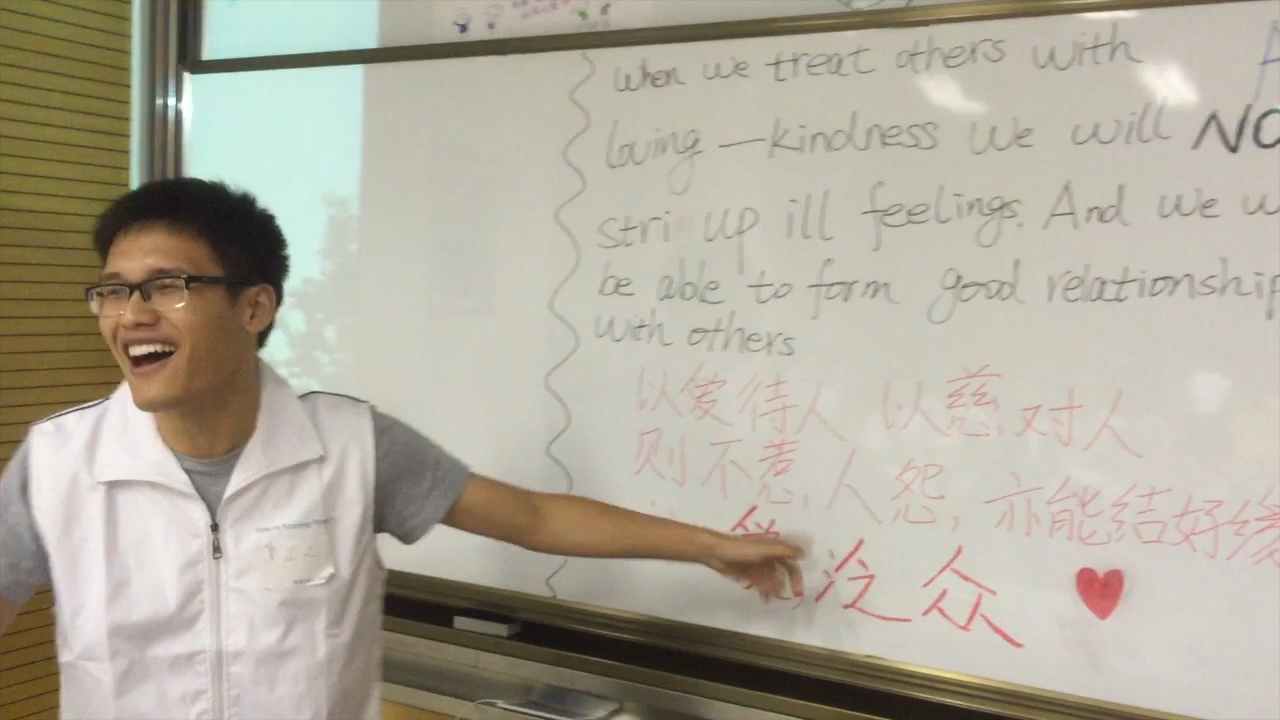 When we treat others with
loving—kindness we will NO
stri up ill feelings. And we w
be able to form good relationship
with others
以爱待人 以慈对人
则不惹人怨, 亦能结好缘
泛 众